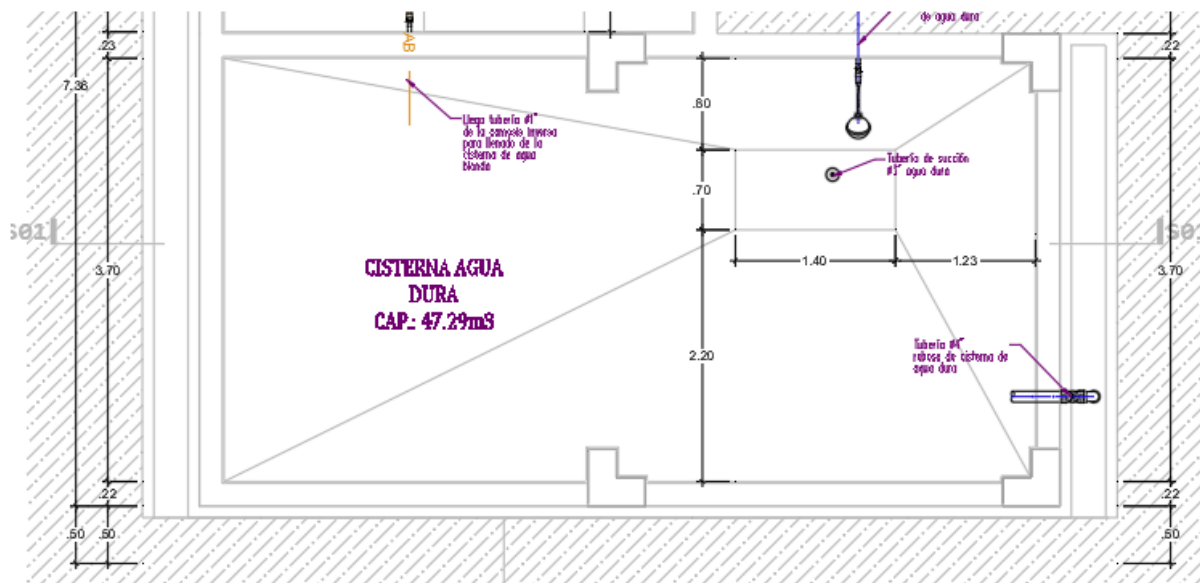 de agua dura
.23
AB
.22
7.36
.80
Llega tubería #1"
de la osmosis inversa
para llenado de la
cisterna de agua
blanda
Tubería de succión
#3" agua dura
.70
S01
3.70
1.40
1.23
3.70
CISTERNA AGUA
DURA
CAP.: 47.29m3
2.20
Tubería #4"
rebose de cisterna de
agua dura
.22
.22
.50
.50
.50